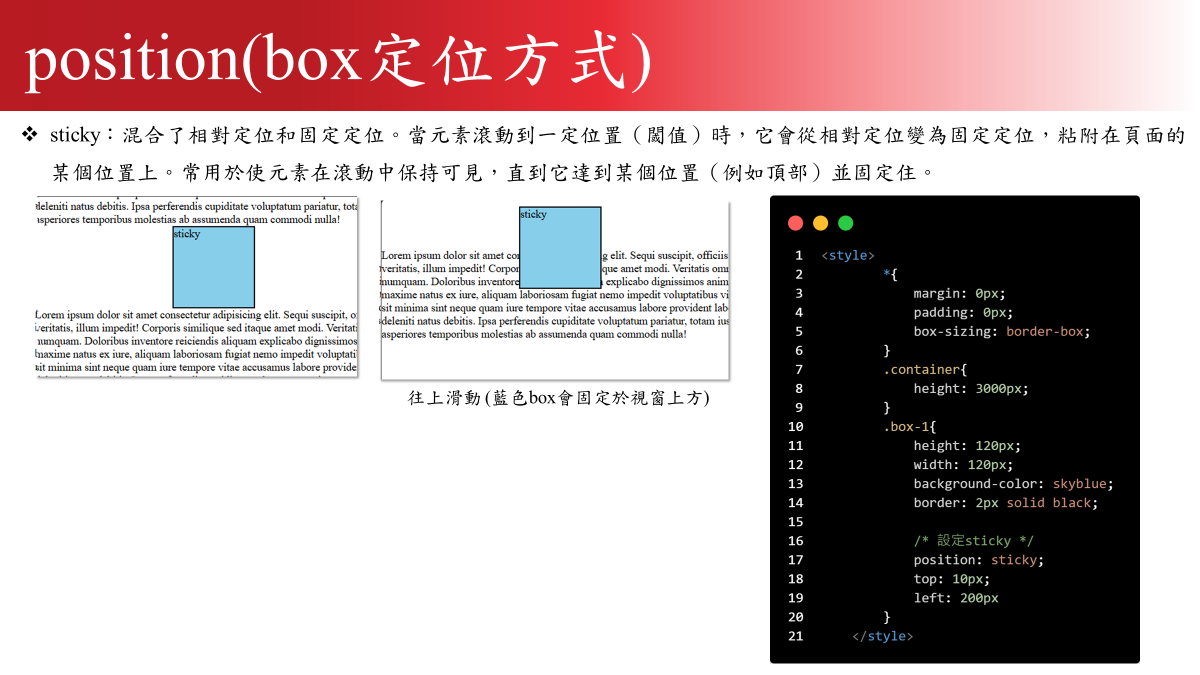 position(box定位方式)
❖ sticky：混合了相對定位和固定定位。當元素滾動到一定位置（閾值）時，它會從相對定位變為固定定位，粘附在頁面的
某個位置上。常用於使元素在滾動中保持可見，直到它達到某個位置（例如頂部）並固定住。
deleniti natus debitis. Ipsa perferendis cupiditate voluptatum pariatur, tota
asperiores temporibus molestias ab assumenda quam commodi nulla!
sticky
Lorem ipsum dolor sit amet consectetur adipisicing elit. Sequi suscipit, o
veritatis, illum impedit! Corporis similique sed itaque amet modi. Veritati
numquam. Doloribus inventore reiciendis aliquam explicabo dignissimos
maxime natus ex iure, aliquam laboriosam fugiat nemo impedit voluptati
sit minima sint neque quam iure tempore vitae accusamus labore provide
sticky
Lorem ipsum dolor sit amet co g elit. Sequi suscipit, officiis
veritatis, illum impedit! Corpor que amet modi. Veritatis om
numquam. Doloribus inventore explicabo dignissimos anim
maxime natus ex iure, aliquam laboriosam fugiat nemo impedit voluptatibus vi
sit minima sint neque quam iure tempore vitae accusamus labore provident lab
deleniti natus debitis. Ipsa perferendis cupiditate voluptatum pariatur, totam ius
asperiores temporibus molestias ab assumenda quam commodi nulla!
往上滑動 (藍色box會固定於視窗上方)
1 <style>
2 *{
3 margin: 0px;
4 padding: 0px;
5 box-sizing: border-box;
6 }
7 .container{
8 height: 3000px;
9 }
10 .box-1{
11 height: 120px;
12 width: 120px;
13 background-color: skyblue;
14 border: 2px solid black;
15
16 /* 設定sticky */
17 position: sticky;
18 top: 10px;
19 left: 200px
20 }
21 </style>